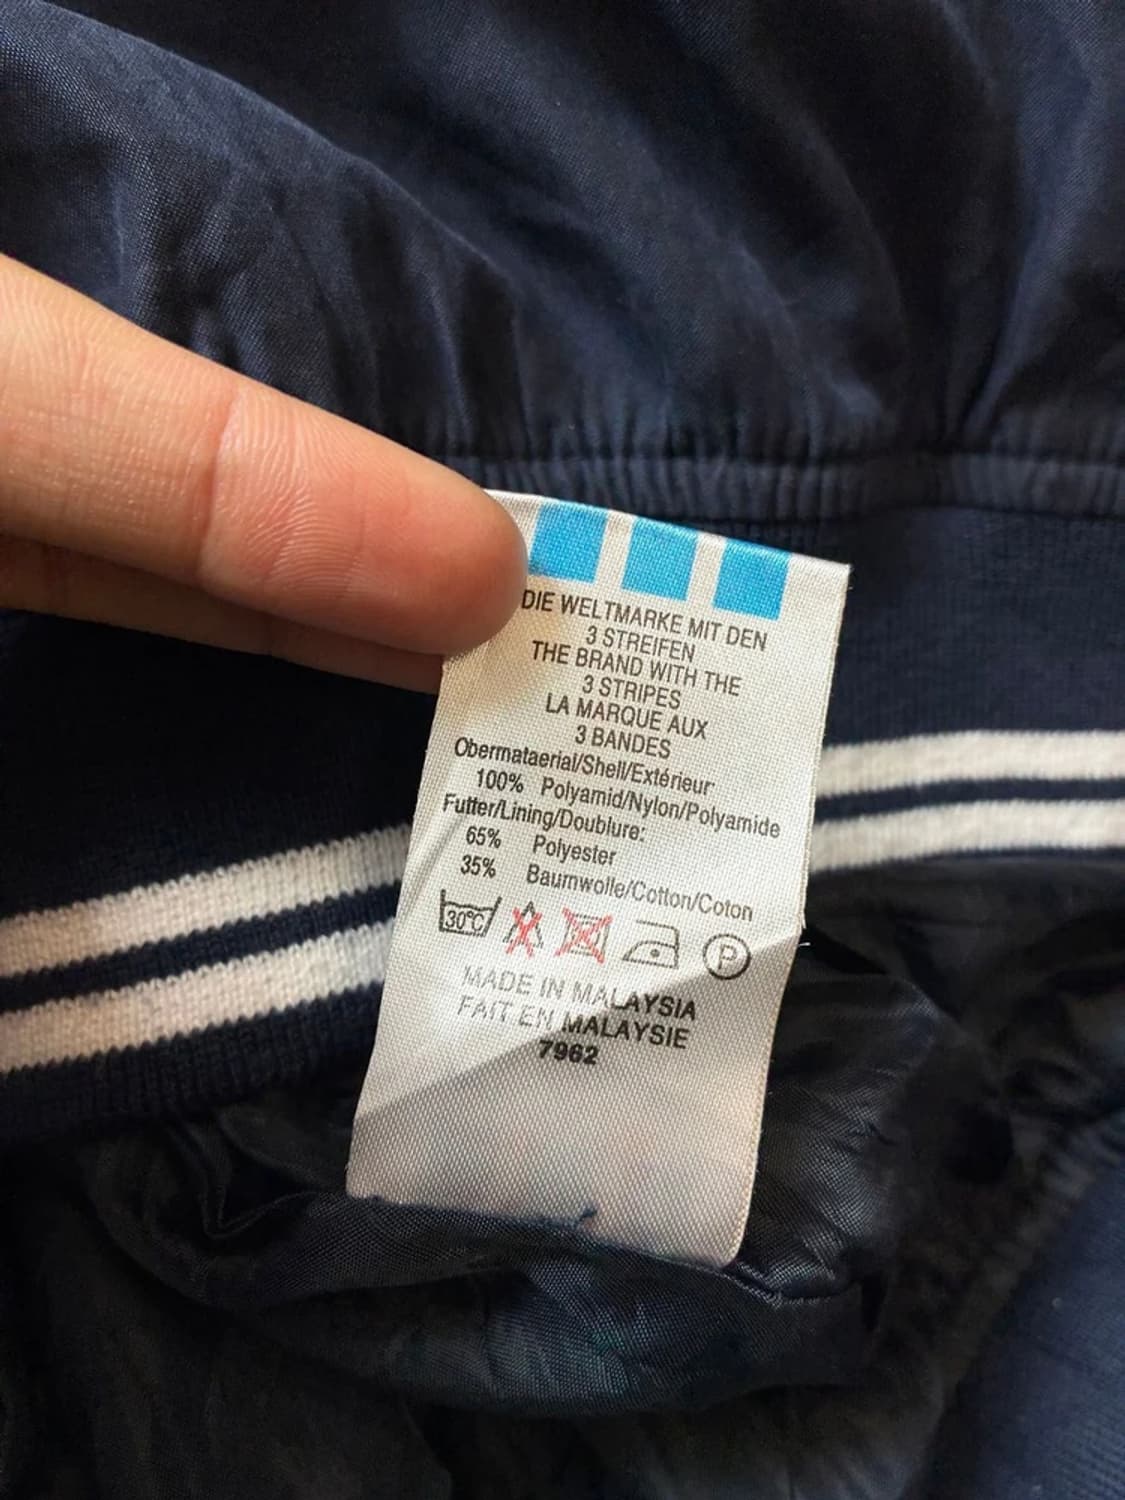 DIE WELTMARKE MIT DEN
3 STREIFEN
THE BRAND WITH THE
3 STRIPES
LA MARQUE AUX
3 BANDES
Obermataerial/Shell/Extérieur:
100% Polyamid/Nylon/Polyamide
Futter/Lining/Doublure:
65% Polyester
35% Baumwolle/Cotton/Coton
30°C P
MADE IN MALAYSIA
FAIT EN MALAYSIE
7962